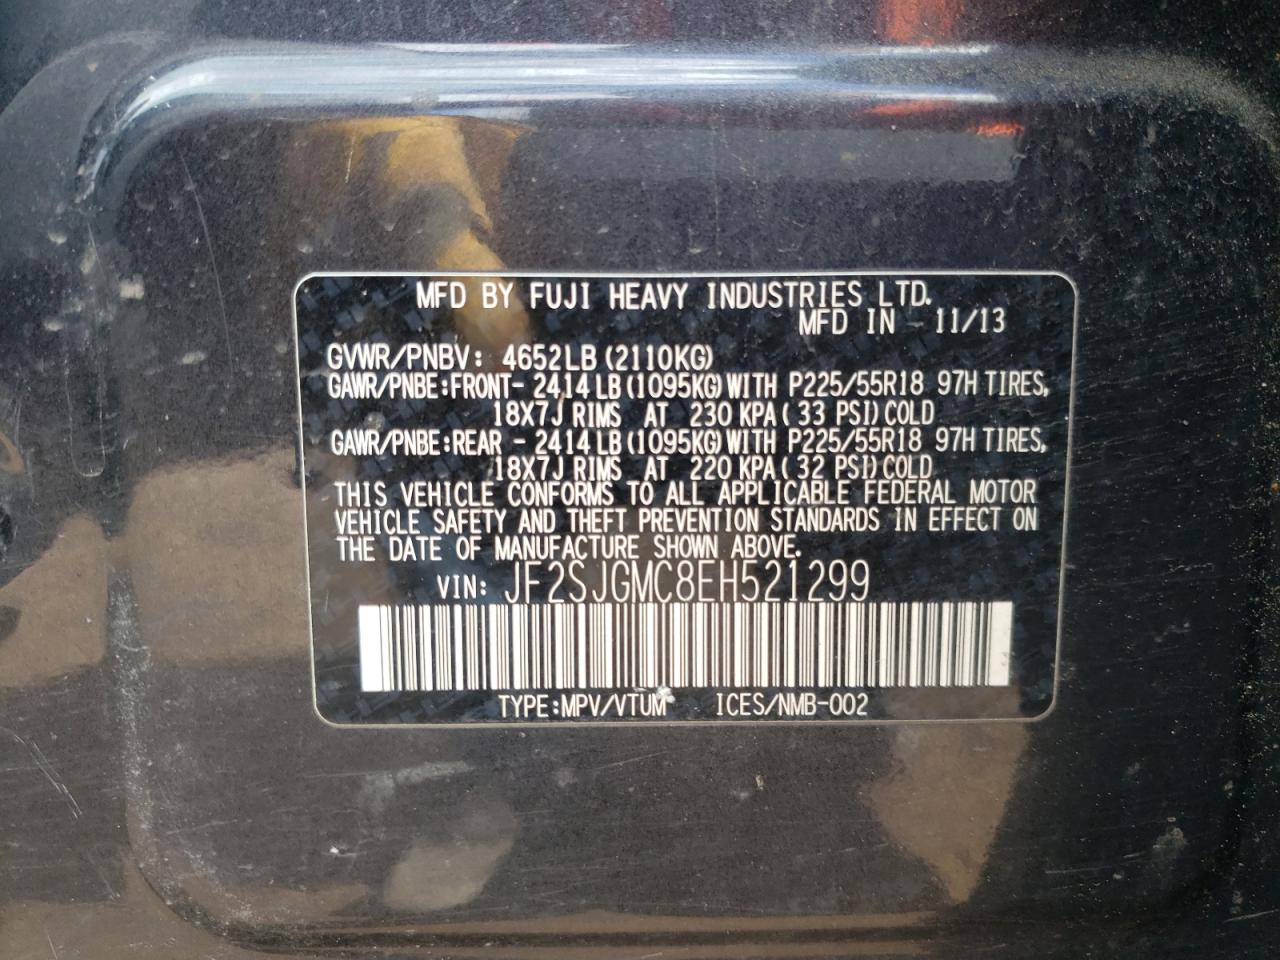 MFD BY FUJI HEAVY INDUSTRIES LTD.
MFD IN 11/13
GVWR/PNBV: 4652LB(2110KG)
GAWR/PNBE:FRONT- 2414LB(1095KG)WITH P225/55R18 97H TIRES,
18X7J RIMS AT 230 KPA(33 PSI)COLD
GAWR/PNBE:REAR - 2414LB(1095KG)WITH P225/55R18 97H TIRES,
18X7J RIMS AT 220 KPA(32 PSI)COLD
THIS VEHICLE CONFORMS TO ALL APPLICABLE FEDERAL MOTOR
VEHICLE SAFETY AND THEFT PREVENTION STANDARDS IN EFFECT ON
THE DATE OF MANUFACTURE SHOWN ABOVE.
VIN: JF2SJGMC8EH521299
TYPE:MPV/VTUM ICES/NMB-002